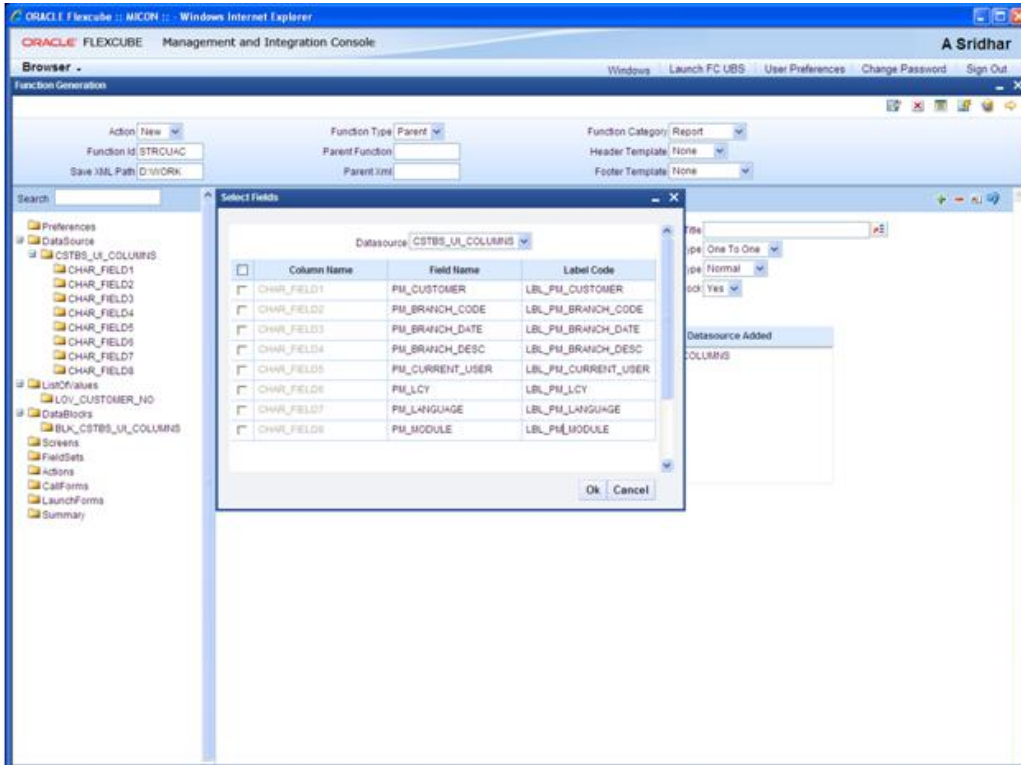 ORACLE Flexcube :: MICON :: - Windows Internet Explorer
ORACLE FLEXCUBE Management and Integration Console A Sridhar
Browser Windows Launch FC UBS User Preferences Change Password Sign Out
Function Generation
Action New Function Type Parent Function Category Report
Function Id STRCUAC Parent Function Header Template None
Save XML Path D:\WORK Parent Xml Footer Template None
Search
Select Fields
Preferences
DataSource
CSTBS_UI_COLUMNS
CHAR_FIELD1
CHAR_FIELD2
CHAR_FIELD3
CHAR_FIELD4
CHAR_FIELD5
CHAR_FIELD6
CHAR_FIELD7
CHAR_FIELD8
ListOfValues
LOV_CUSTOMER_NO
DataBlocks
BLK_CSTBS_UI_COLUMNS
Screens
FieldSets
Actions
CallForms
LaunchForms
Summary
Datasource CSTBS_UI_COLUMNS
Column Name Field Name Label Code
CHAR_FIELD1 PM_CUSTOMER LBL_PM_CUSTOMER
CHAR_FIELD2 PM_BRANCH_CODE LBL_PM_BRANCH_CODE
CHAR_FIELD3 PM_BRANCH_DATE LBL_PM_BRANCH_DATE
CHAR_FIELD4 PM_BRANCH_DESC LBL_PM_BRANCH_DESC
CHAR_FIELD5 PM_CURRENT_USER LBL_PM_CURRENT_USER
CHAR_FIELD6 PM_LCY LBL_PM_LCY
CHAR_FIELD7 PM_LANGUAGE LBL_PM_LANGUAGE
CHAR_FIELD8 PM_MODULE LBL_PM_MODULE
Ok Cancel
Title
ype One To One
ype Normal
ock Yes
Datasource Added
COLUMNS